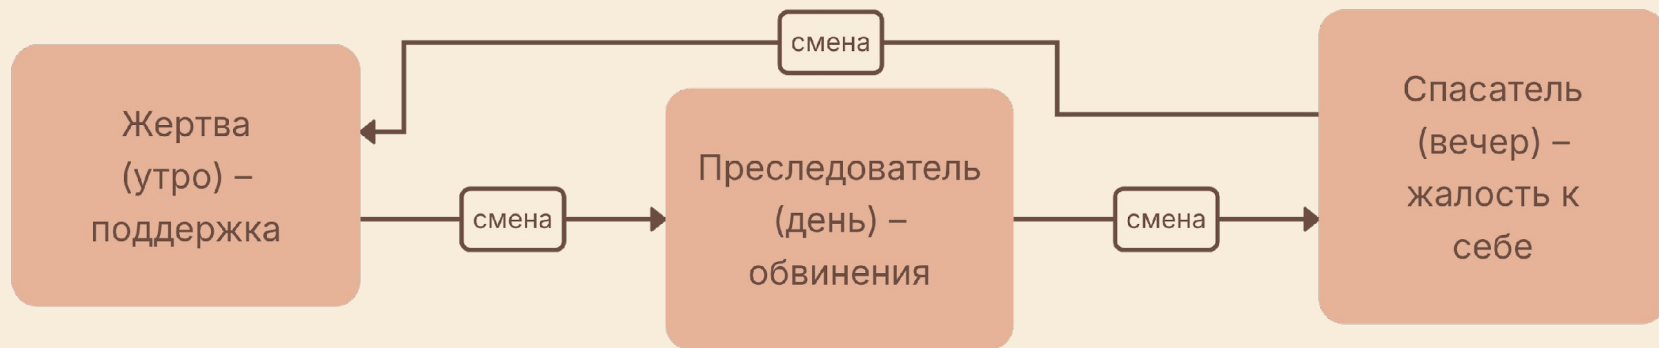 смена
Жертва
(утро) –
поддержка
смена
Преследователь
(день) –
обвинения
смена
Спасатель
(вечер) –
жалость к
себе